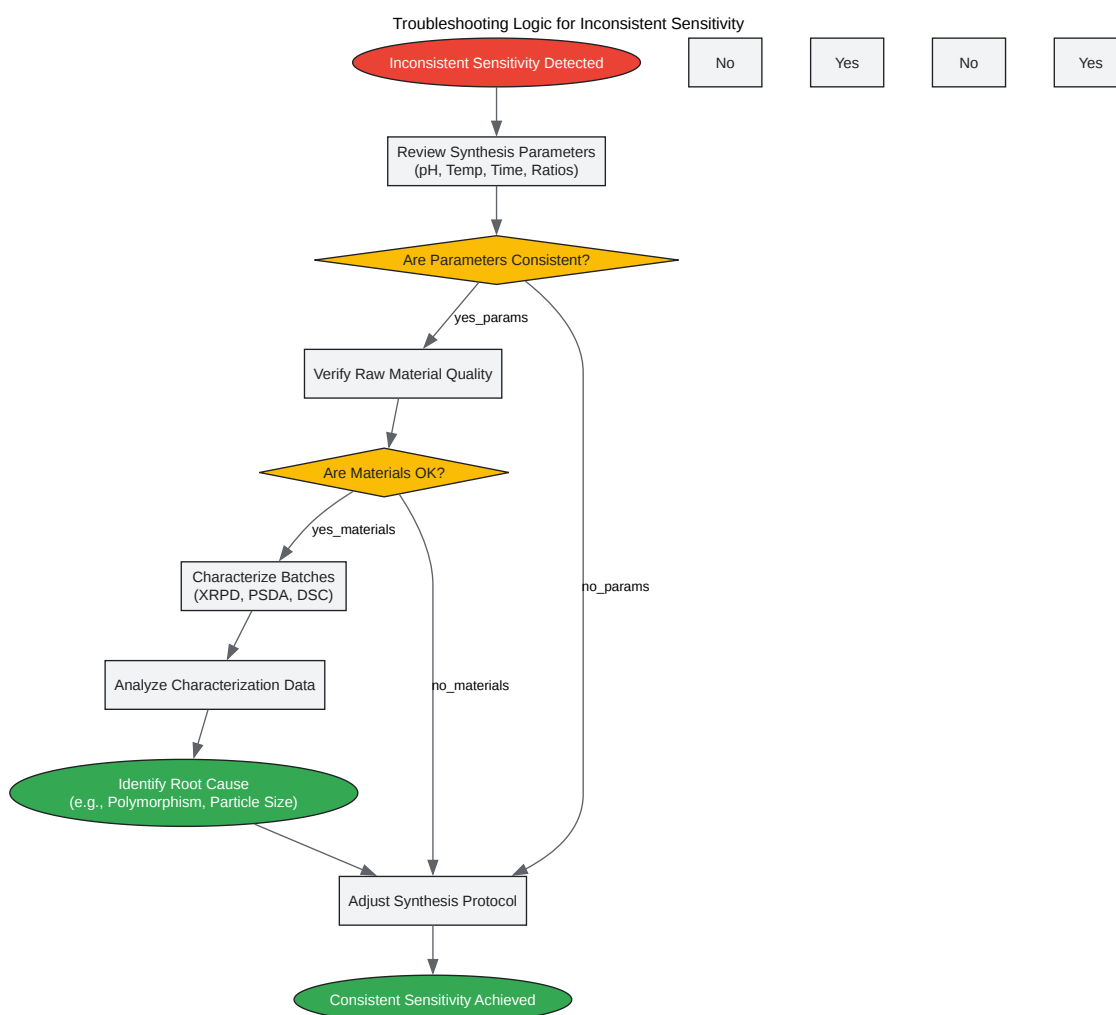 Troubleshooting Logic for Inconsistent Sensitivity
Inconsistent Sensitivity Detected
No
Yes
No
Yes
Review Synthesis Parameters
(pH, Temp, Time, Ratios)
Are Parameters Consistent?
yes_params
Verify Raw Material Quality
Are Materials OK?
yes_materials
Characterize Batches
(XRPD, PSDA, DSC)
no_params
Analyze Characterization Data
no_materials
Identify Root Cause
(e.g., Polymorphism, Particle Size)
Adjust Synthesis Protocol
Consistent Sensitivity Achieved